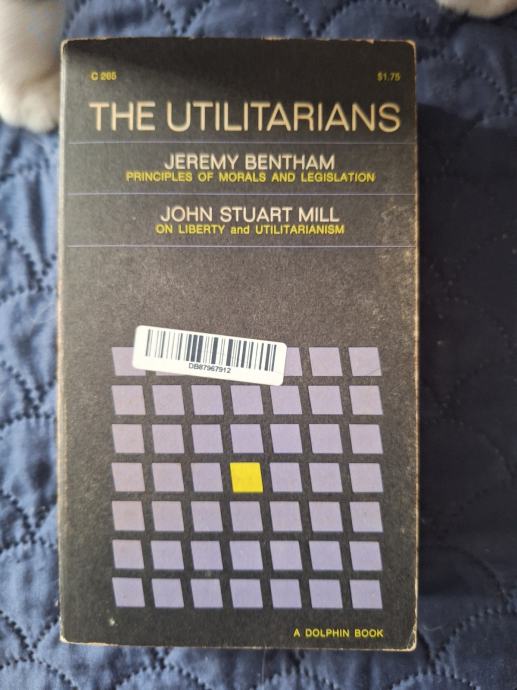 C 265 $1.75
THE UTILITARIANS
JEREMY BENTHAM
PRINCIPLES OF MORALS AND LEGISLATION
JOHN STUART MILL
ON LIBERTY and UTILITARIANISM
DB87967912
A DOLPHIN BOOK